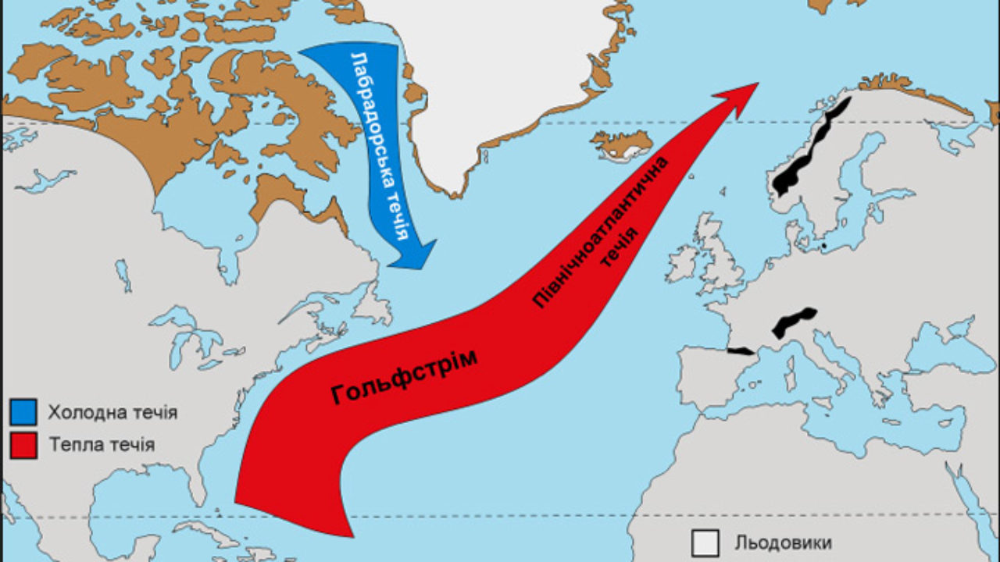 Лабрадорська течія
Північноатлантична
течія
Гольфстрім
Холодна течія
Тепла течія
Льодовики